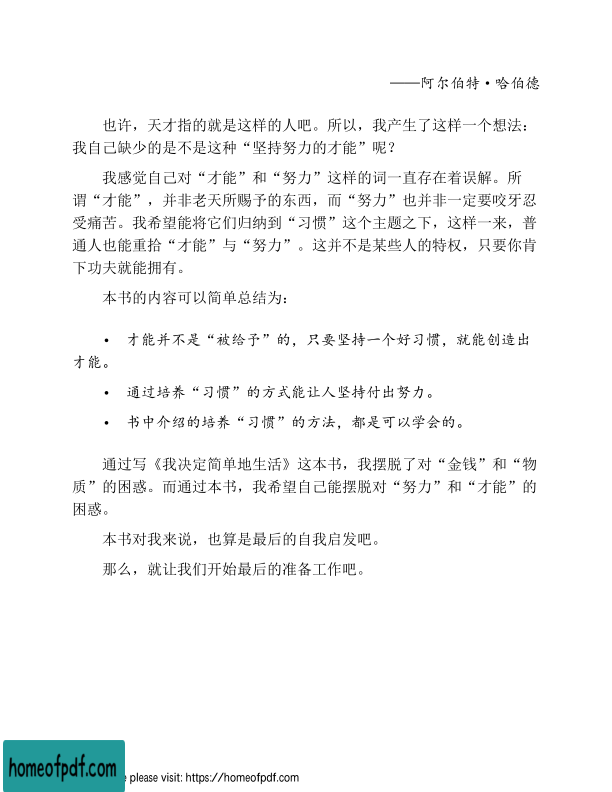 ——阿尔伯特·哈伯德
也许，天才指的就是这样的人吧。所以，我产生了这样一个想法：
我自己缺少的是不是这种“坚持努力的才能”呢？
我感觉自己对“才能”和“努力”这样的词一直存在着误解。所
谓“才能”，并非老天所赐予的东西，而“努力”也并非一定要咬牙忍
受痛苦。我希望能将它们归纳到“习惯”这个主题之下，这样一来，普
通人也能重拾“才能”与“努力”。这并不是某些人的特权，只要你肯
下功夫就能拥有。
本书的内容可以简单总结为：
• 才能并不是“被给予”的，只要坚持一个好习惯，就能创造出
才能。
• 通过培养“习惯”的方式能让人坚持付出努力。
• 书中介绍的培养“习惯”的方法，都是可以学会的。
通过写《我决定简单地生活》这本书，我摆脱了对“金钱”和“物
质”的困惑。而通过本书，我希望自己能摆脱对“努力”和“才能”的
困惑。
本书对我来说，也算是最后的自我启发吧。
那么，就让我们开始最后的准备工作吧。
homeofpdf.com
e please visit: https://homeofpdf.com